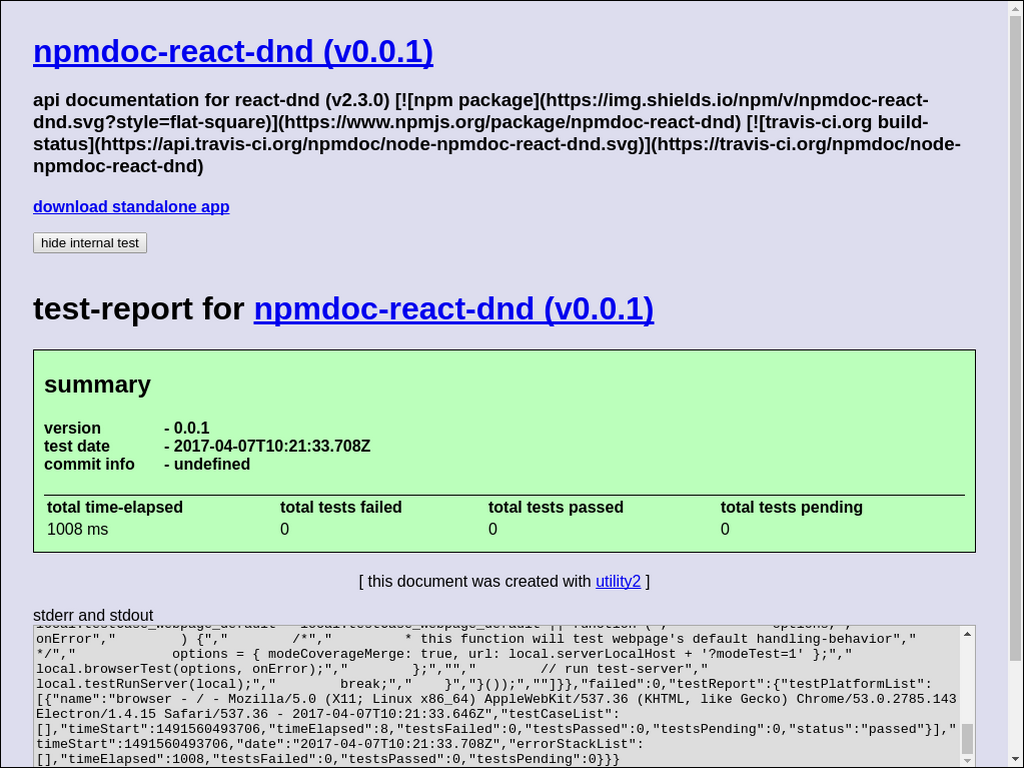 npmdoc-react-dnd (v0.0.1)
api documentation for react-dnd (v2.3.0) [![npm package](https://img.shields.io/npm/v/npmdoc-react-
dnd.svg?style=flat-square)](https://www.npmjs.org/package/npmdoc-react-dnd) [![travis-ci.org build-
status](https://api.travis-ci.org/npmdoc/node-npmdoc-react-dnd.svg)](https://travis-ci.org/npmdoc/node-
npmdoc-react-dnd)
download standalone app
hide internal test
test-report for npmdoc-react-dnd (v0.0.1)
summary
version - 0.0.1
test date - 2017-04-07T10:21:33.708Z
commit info - undefined
total time-elapsed total tests failed total tests passed total tests pending
1008 ms 0 0 0
[ this document was created with utility2 ]
stderr and stdout
onError","        ) {","        /*","         * this function will test webpage's default handling-behavior","
*/","            options = { modeCoverageMerge: true, url: local.serverLocalHost + '?modeTest=1' };","
local.browserTest(options, onError);","        };","","        // run test-server","
local.testRunServer(local);","        break;","    }","}());",""]}},"failed":0,"testReport":{"testPlatformList":
[{"name":"browser - / - Mozilla/5.0 (X11; Linux x86_64) AppleWebKit/537.36 (KHTML, like Gecko) Chrome/53.0.2785.143
Electron/1.4.15 Safari/537.36 - 2017-04-07T10:21:33.646Z","testCaseList":
[],"timeStart":1491560493706,"timeElapsed":8,"testsFailed":0,"testsPassed":0,"testsPending":0,"status":"passed"}],"
timeStart":1491560493706,"date":"2017-04-07T10:21:33.708Z","errorStackList":
[],"timeElapsed":1008,"testsFailed":0,"testsPassed":0,"testsPending":0}}}